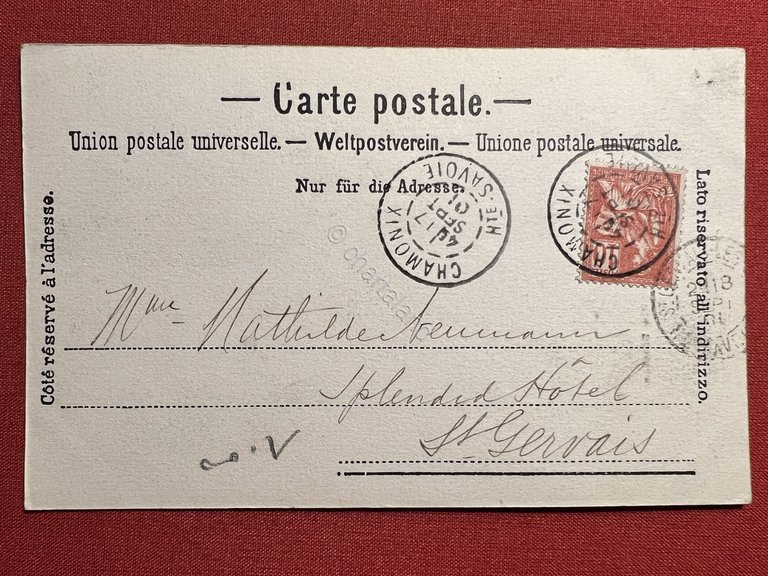 — Carte postale. —
Union postale universelle. — Weltpostverein. — Unione postale universale.
Nur für die Adresse.
Côté réservé à l'adresse.
Lato riservato all'indirizzo.
CHAMONIX
Hte-SAVOIE
17
SEPT
01
CHAMONIX
Mme Mathilde Neumann
Splendid Hôtel
St Gervais